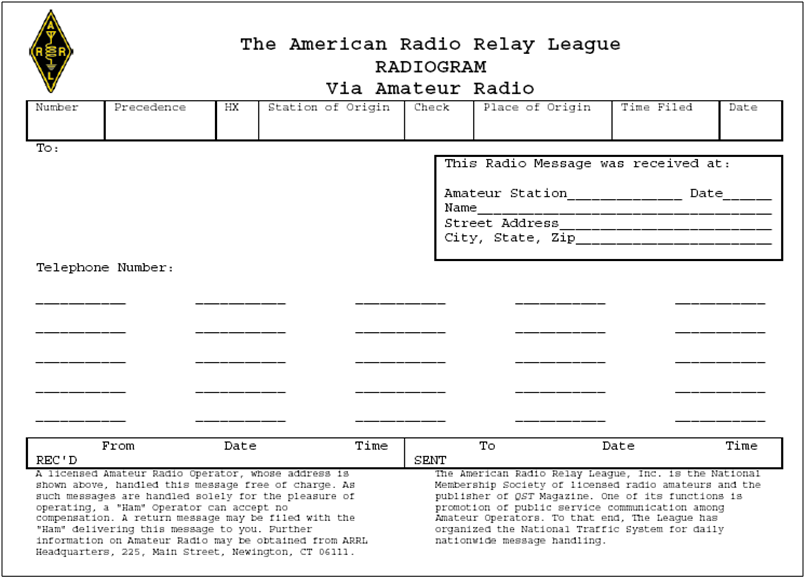 A
R R
L
The American Radio Relay League
RADIOGRAM
Via Amateur Radio
Number Precedence HX Station of Origin Check Place of Origin Time Filed Date
To:
This Radio Message was received at:
Amateur Station______________ Date______
Name____________________________________
Street Address__________________________
City, State, Zip________________________
Telephone Number:
From Date Time To Date Time
REC'D SENT
A licensed Amateur Radio Operator, whose address is
shown above, handled this message free of charge. As
such messages are handled solely for the pleasure of
operating, a "Ham" Operator can accept no
compensation. A return message may be filed with the
"Ham" delivering this message to you. Further
information on Amateur Radio may be obtained from ARRL
Headquarters, 225, Main Street, Newington, CT 06111.
The American Radio Relay League, Inc. is the National
Membership Society of licensed radio amateurs and the
publisher of QST Magazine. One of its functions is
promotion of public service communication among
Amateur Operators. To that end, The League has
organized the National Traffic System for daily
nationwide message handling.